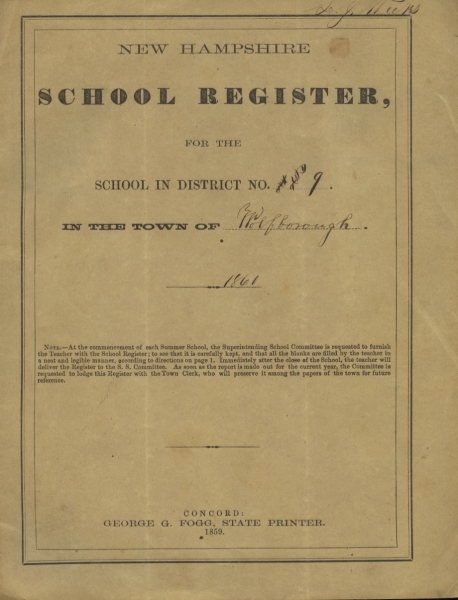 NEW HAMPSHIRE
SCHOOL REGISTER,
FOR THE
SCHOOL IN DISTRICT NO. 9.
IN THE TOWN OF Wolfborough.
1860
NOTE.—At the commencement of each Summer School, the Superintending School Committee is requested to furnish
the Teacher with the School Register; to see that it is carefully kept, and that all the blanks are filled by the teacher in
a neat and legible manner, according to directions on page 1. Immediately after the close of the School, the teacher will
deliver the Register to the S. S. Committee. As soon as the report is made out for the current year, the Committee is
requested to lodge this Register with the Town Clerk, who will preserve it among the papers of the town for future
reference.
CONCORD:
GEORGE G. FOGG, STATE PRINTER.
1859.